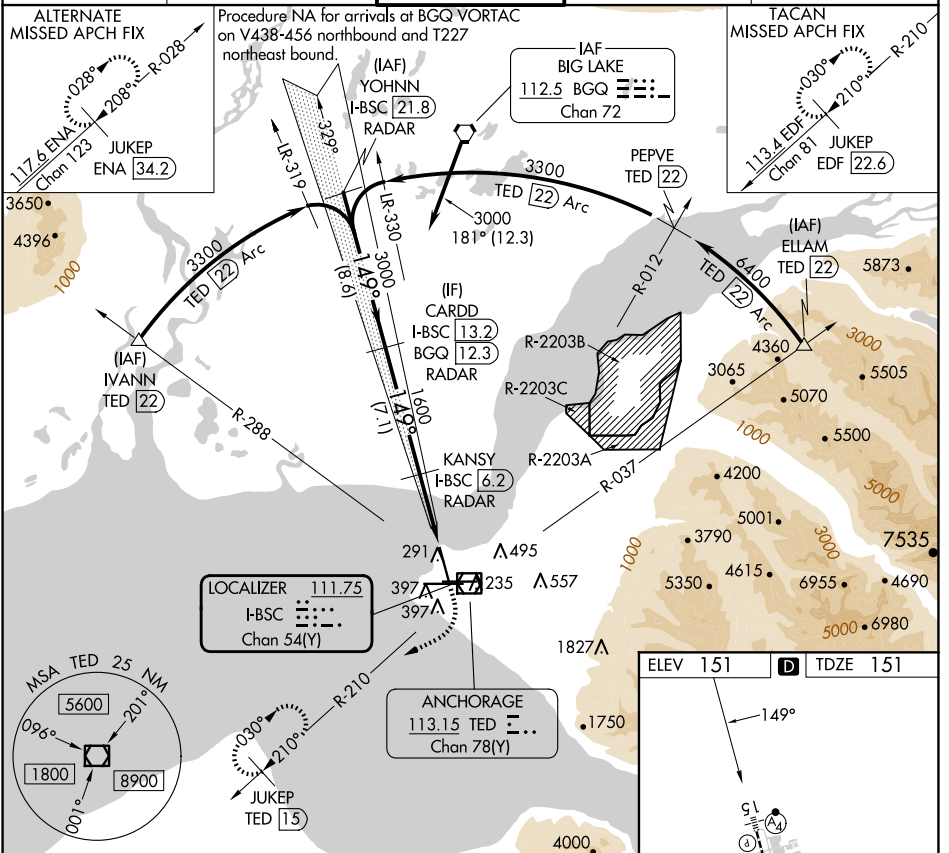 ALTERNATE
MISSED APCH FIX
028°
208°
R-028
117.6 ENA
Chan 123
JUKEP
ENA 34.2
Procedure NA for arrivals at BGQ VORTAC
on V438-456 northbound and T227
northeast bound.
(IAF)
YOHNN
I-BSC 21.8
RADAR
IAF
BIG LAKE
112.5 BGQ
Chan 72
TACAN
MISSED APCH FIX
030°
210°
R-210
113.4 EDF
Chan 81
JUKEP
EDF 22.6
3650
4396
1000
3300
TED 22 Arc
LR-319
329°
LR-330
3000
149°
(8.6)
3300
TED 22 Arc
3000
181° (12.3)
PEPVE
TED 22
R-012
6400
TED 22 Arc
(IAF)
ELLAM
TED 22
5873
3000
(IAF)
IVANN
TED 22
R-288
(IF)
CARDD
I-BSC 13.2
BGQ 12.3
RADAR
1600
149°
(7.1)
KANSY
I-BSC 6.2
RADAR
R-2203B
R-2203C
R-2203A
R-037
4360
3065
5505
5070
1000
5500
4200
5000
5001
3790
3000
1000
7535
4615
5350
6955
4690
5000
6980
291
495
397
235
557
397
1827
LOCALIZER 111.75
I-BSC
Chan 54(Y)
R-210
ANCHORAGE
113.15 TED
Chan 78(Y)
1750
MSA TED 25 NM
5600
096°
201°
1800
8900
001°
030°
210°
JUKEP
TED 15
4000
ELEV 151
D
TDZE 151
149°
15
A4
P